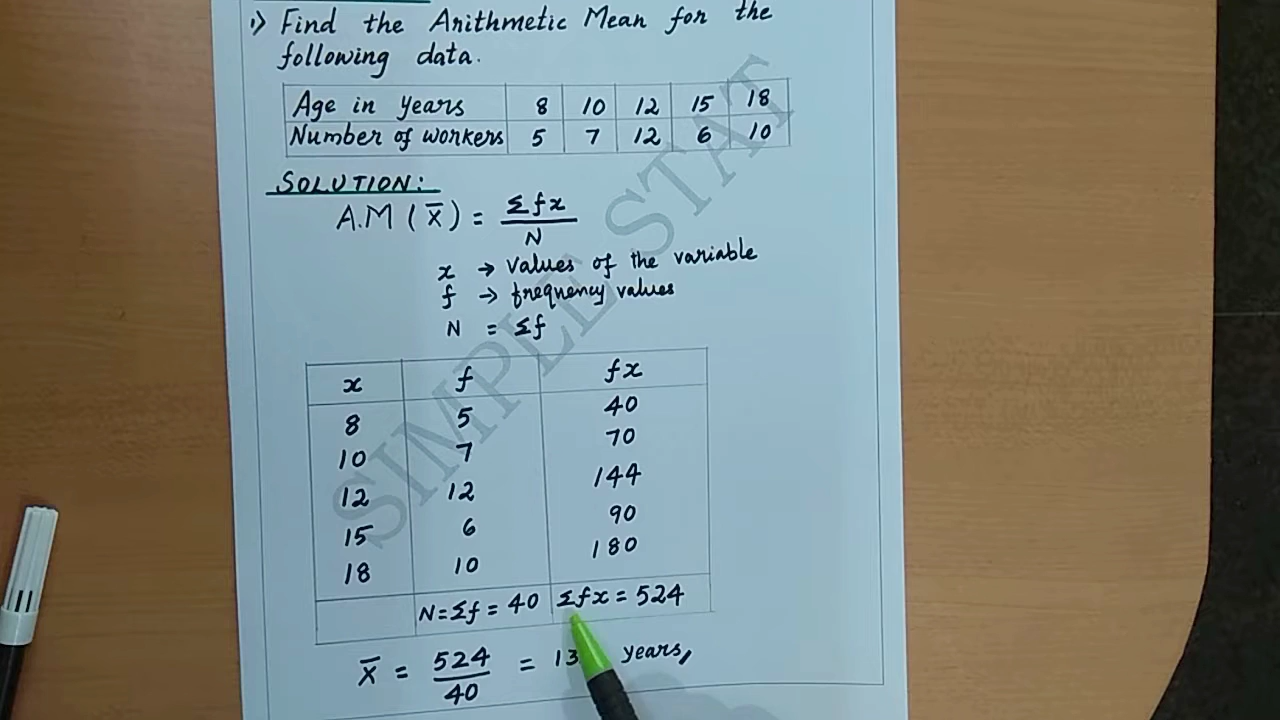 1) Find the Arithmetic Mean for the
following data.
Age in years 8 10 12 15 18
Number of workers 5 7 12 6 10
SOLUTION:
A.M (x̄) = Σfx / N
x → values of the variable
f → frequency values
N = Σf
x f fx
8 5 40
10 7 70
12 12 144
15 6 90
18 10 180
N = Σf = 40 Σfx = 524
x̄ = 524 / 40 = 13 years,
SIMPLE STAT